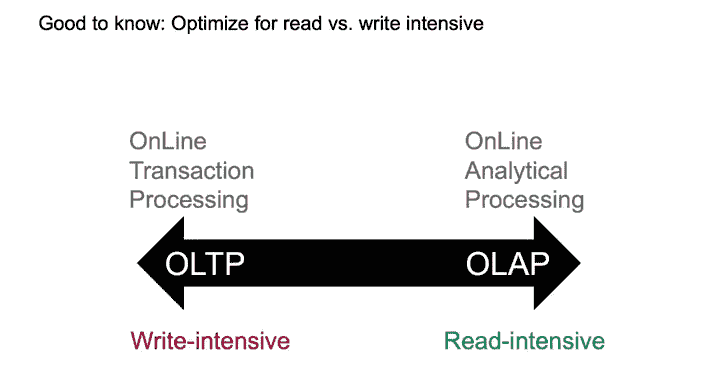 Good to know: Optimize for read vs. write intensive
OnLine
Transaction
Processing
OnLine
Analytical
Processing
OLTP
OLAP
Write-intensive
Read-intensive